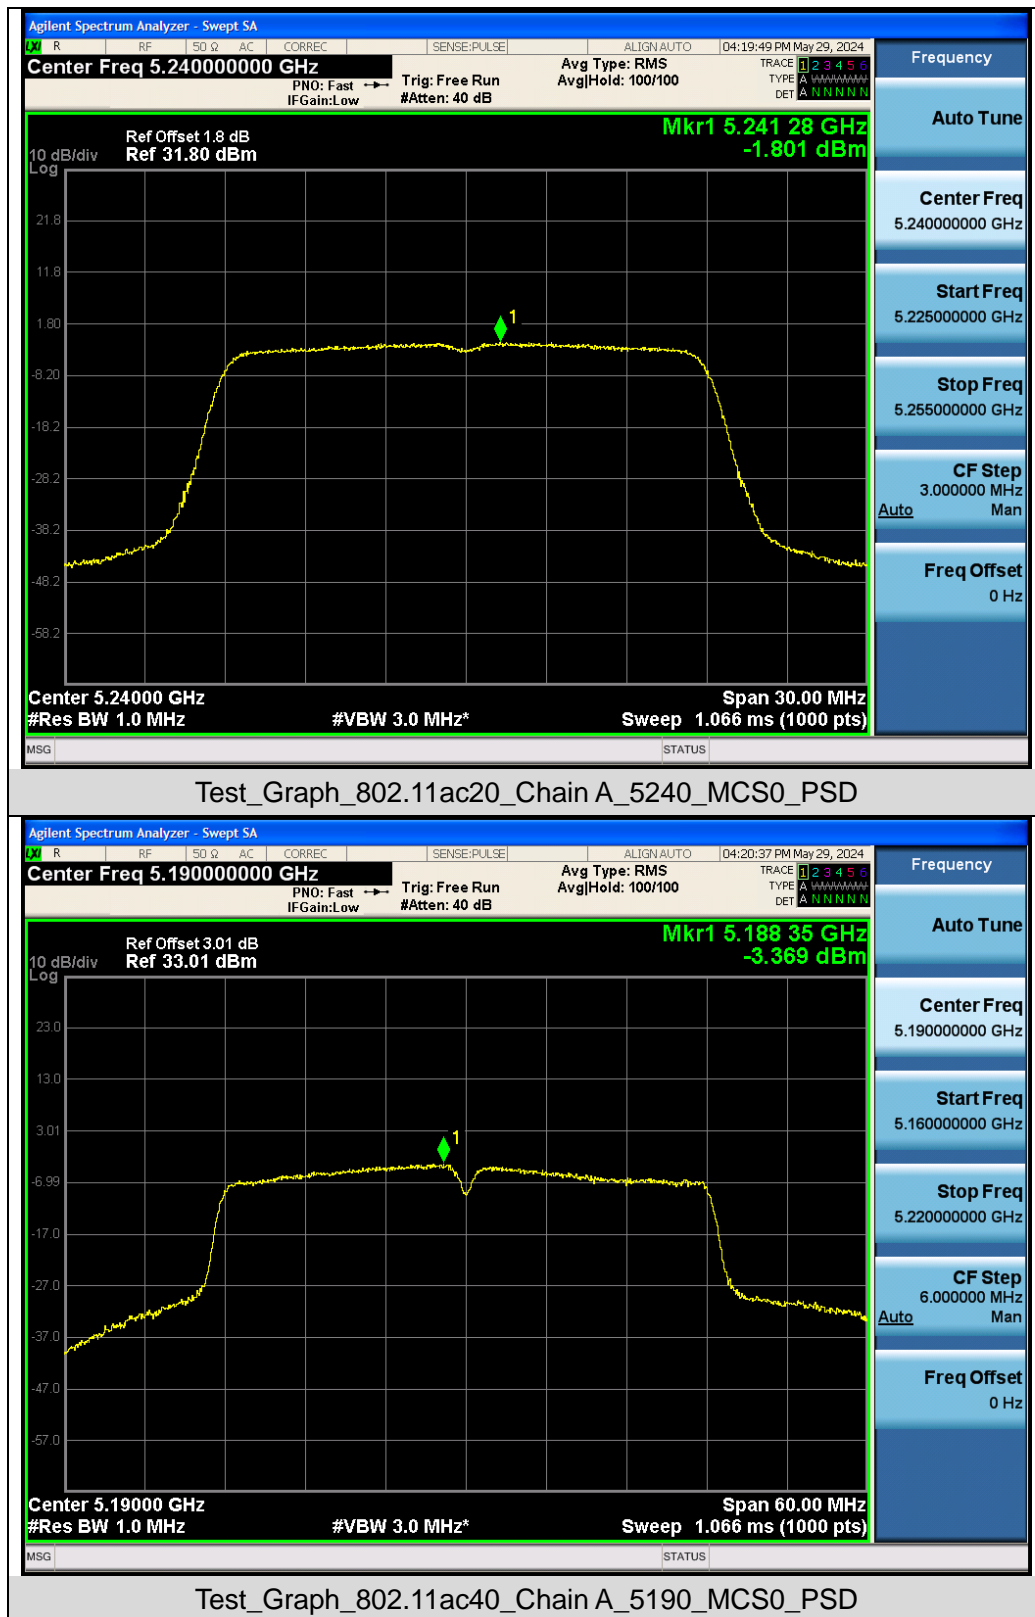 Agilent Spectrum Analyzer - Swept SA
LXI R RF 50 Ω AC CORREC SENSE:PULSE ALIGN AUTO 04:19:49 PM May 29, 2024
Center Freq 5.240000000 GHz
PNO: Fast
IFGain:Low
Trig: Free Run
#Atten: 40 dB
Avg Type: RMS
Avg|Hold: 100/100
TRACE 1 2 3 4 5 6
TYPE A WWWWW
DET A N N N N N
Frequency
Auto Tune
Center Freq
5.240000000 GHz
Start Freq
5.225000000 GHz
Stop Freq
5.255000000 GHz
CF Step
3.000000 MHz
Auto Man
Freq Offset
0 Hz
Mkr1 5.241 28 GHz
-1.801 dBm
Ref Offset 1.8 dB
10 dB/div Ref 31.80 dBm
Log
21.8
11.8
1.80
-8.20
-18.2
-28.2
-38.2
-48.2
-58.2
1
Center 5.24000 GHz Span 30.00 MHz
#Res BW 1.0 MHz #VBW 3.0 MHz* Sweep 1.066 ms (1000 pts)
MSG STATUS
Test_Graph_802.11ac20_Chain A_5240_MCS0_PSD
Agilent Spectrum Analyzer - Swept SA
LXI R RF 50 Ω AC CORREC SENSE:PULSE ALIGN AUTO 04:20:37 PM May 29, 2024
Center Freq 5.190000000 GHz
PNO: Fast
IFGain:Low
Trig: Free Run
#Atten: 40 dB
Avg Type: RMS
Avg|Hold: 100/100
TRACE 1 2 3 4 5 6
TYPE A WWWWW
DET A N N N N N
Frequency
Auto Tune
Center Freq
5.190000000 GHz
Start Freq
5.160000000 GHz
Stop Freq
5.220000000 GHz
CF Step
6.000000 MHz
Auto Man
Freq Offset
0 Hz
Mkr1 5.188 35 GHz
-3.369 dBm
Ref Offset 3.01 dB
10 dB/div Ref 33.01 dBm
Log
23.0
13.0
3.01
-6.99
-17.0
-27.0
-37.0
-47.0
-57.0
1
Center 5.19000 GHz Span 60.00 MHz
#Res BW 1.0 MHz #VBW 3.0 MHz* Sweep 1.066 ms (1000 pts)
MSG STATUS
Test_Graph_802.11ac40_Chain A_5190_MCS0_PSD